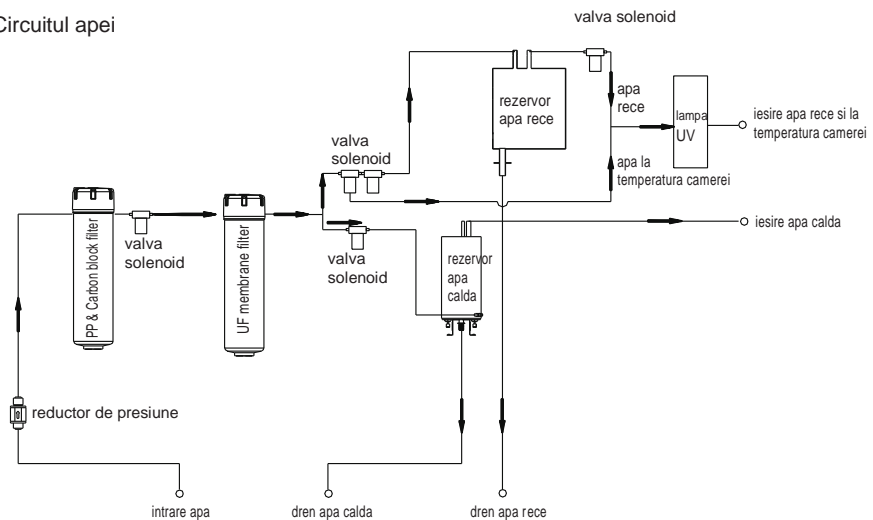 Circuitul apei
valva solenoid
rezervor
apa rece
apa
rece
lampa
UV
iesire apa rece si la
temperatura camerei
valva
solenoid
apa la
temperatura camerei
PP & Carbon block filter
valva
solenoid
UF membrane filter
valva
solenoid
rezervor
apa
calda
iesire apa calda
reductor de presiune
intrare apa
dren apa calda
dren apa rece